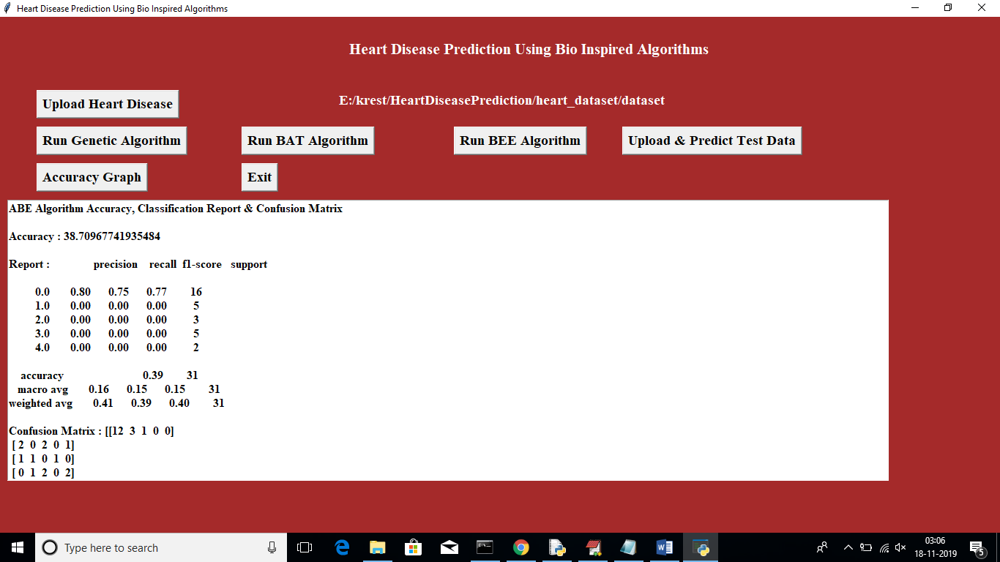 Heart Disease Prediction Using Bio Inspired Algorithms
Heart Disease Prediction Using Bio Inspired Algorithms
Upload Heart Disease
E:/krest/HeartDiseasePrediction/heart_dataset/dataset
Run Genetic Algorithm
Run BAT Algorithm
Run BEE Algorithm
Upload & Predict Test Data
Accuracy Graph
Exit
ABE Algorithm Accuracy, Classification Report & Confusion Matrix
Accuracy : 38.70967741935484
Report : precision recall f1-score support
0.0 0.80 0.75 0.77 16
1.0 0.00 0.00 0.00 5
2.0 0.00 0.00 0.00 3
3.0 0.00 0.00 0.00 5
4.0 0.00 0.00 0.00 2
accuracy 0.39 31
macro avg 0.16 0.15 0.15 31
weighted avg 0.41 0.39 0.40 31
Confusion Matrix : [[12 3 1 0 0]
[ 2 0 2 0 1]
[ 1 1 0 1 0]
[ 0 1 2 0 2]
Type here to search
03:06
18-11-2019
5